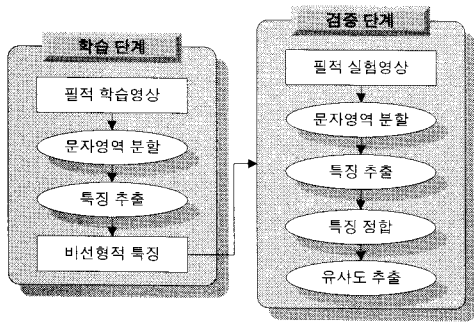 학습 단계
필적 학습영상
문자영역 분할
특징 추출
비선형적 특징
검증 단계
필적 실험영상
문자영역 분할
특징 추출
특징 정합
유사도 추출